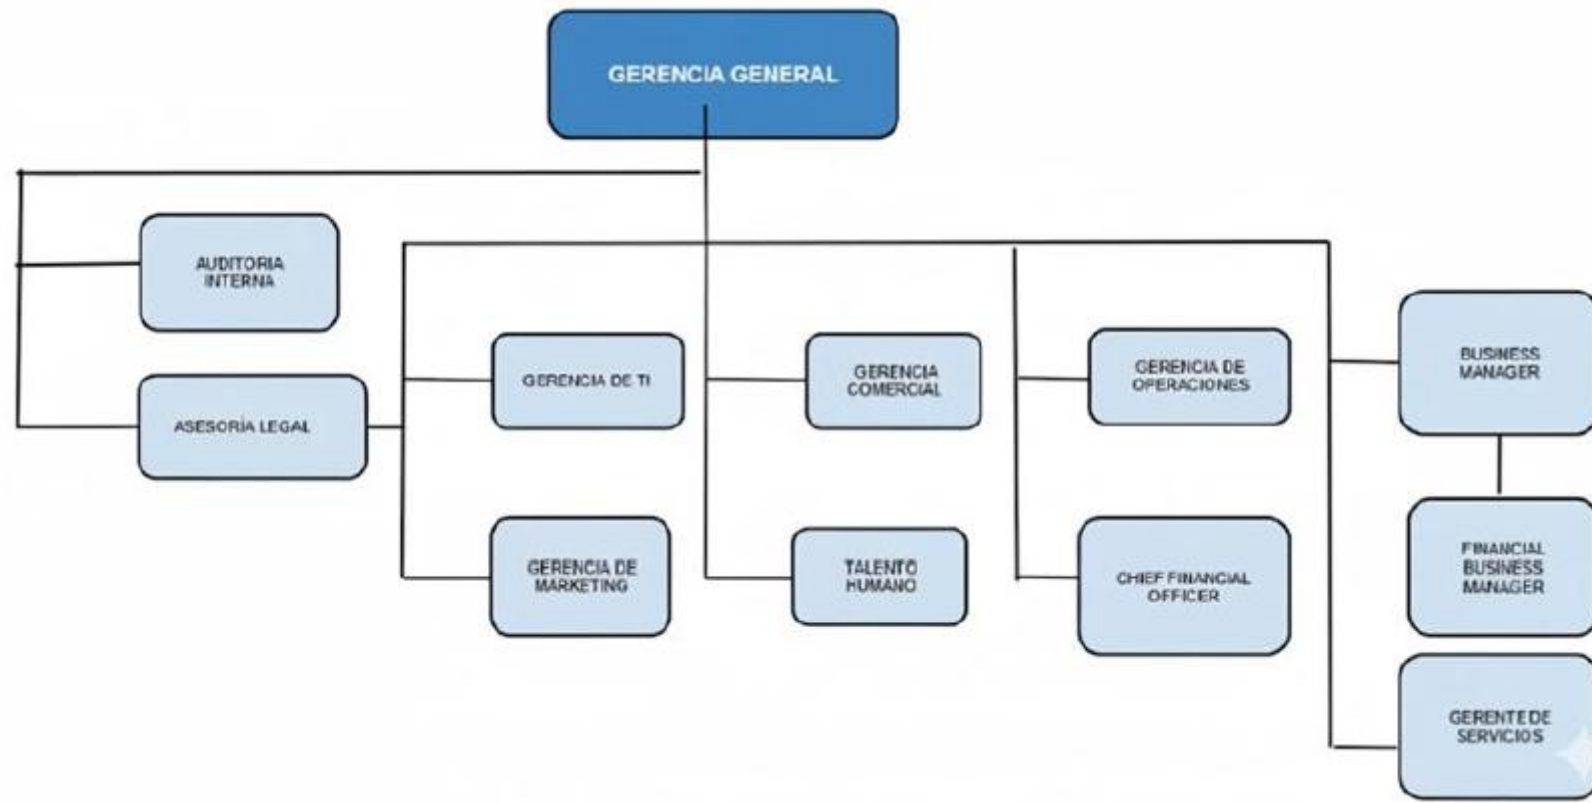 GERENCIA GENERAL
AUDITORIA
INTERNA
ASESORÍA LEGAL
GERENCIA DE TI
GERENCIA
COMERCIAL
GERENCIA DE
OPERACIONES
BUSINESS
MANAGER
GERENCIA DE
MARKETING
TALENTO
HUMANO
CHIEF FINANCIAL
OFFICER
FINANCIAL
BUSINESS
MANAGER
GERENTE DE
SERVICIOS